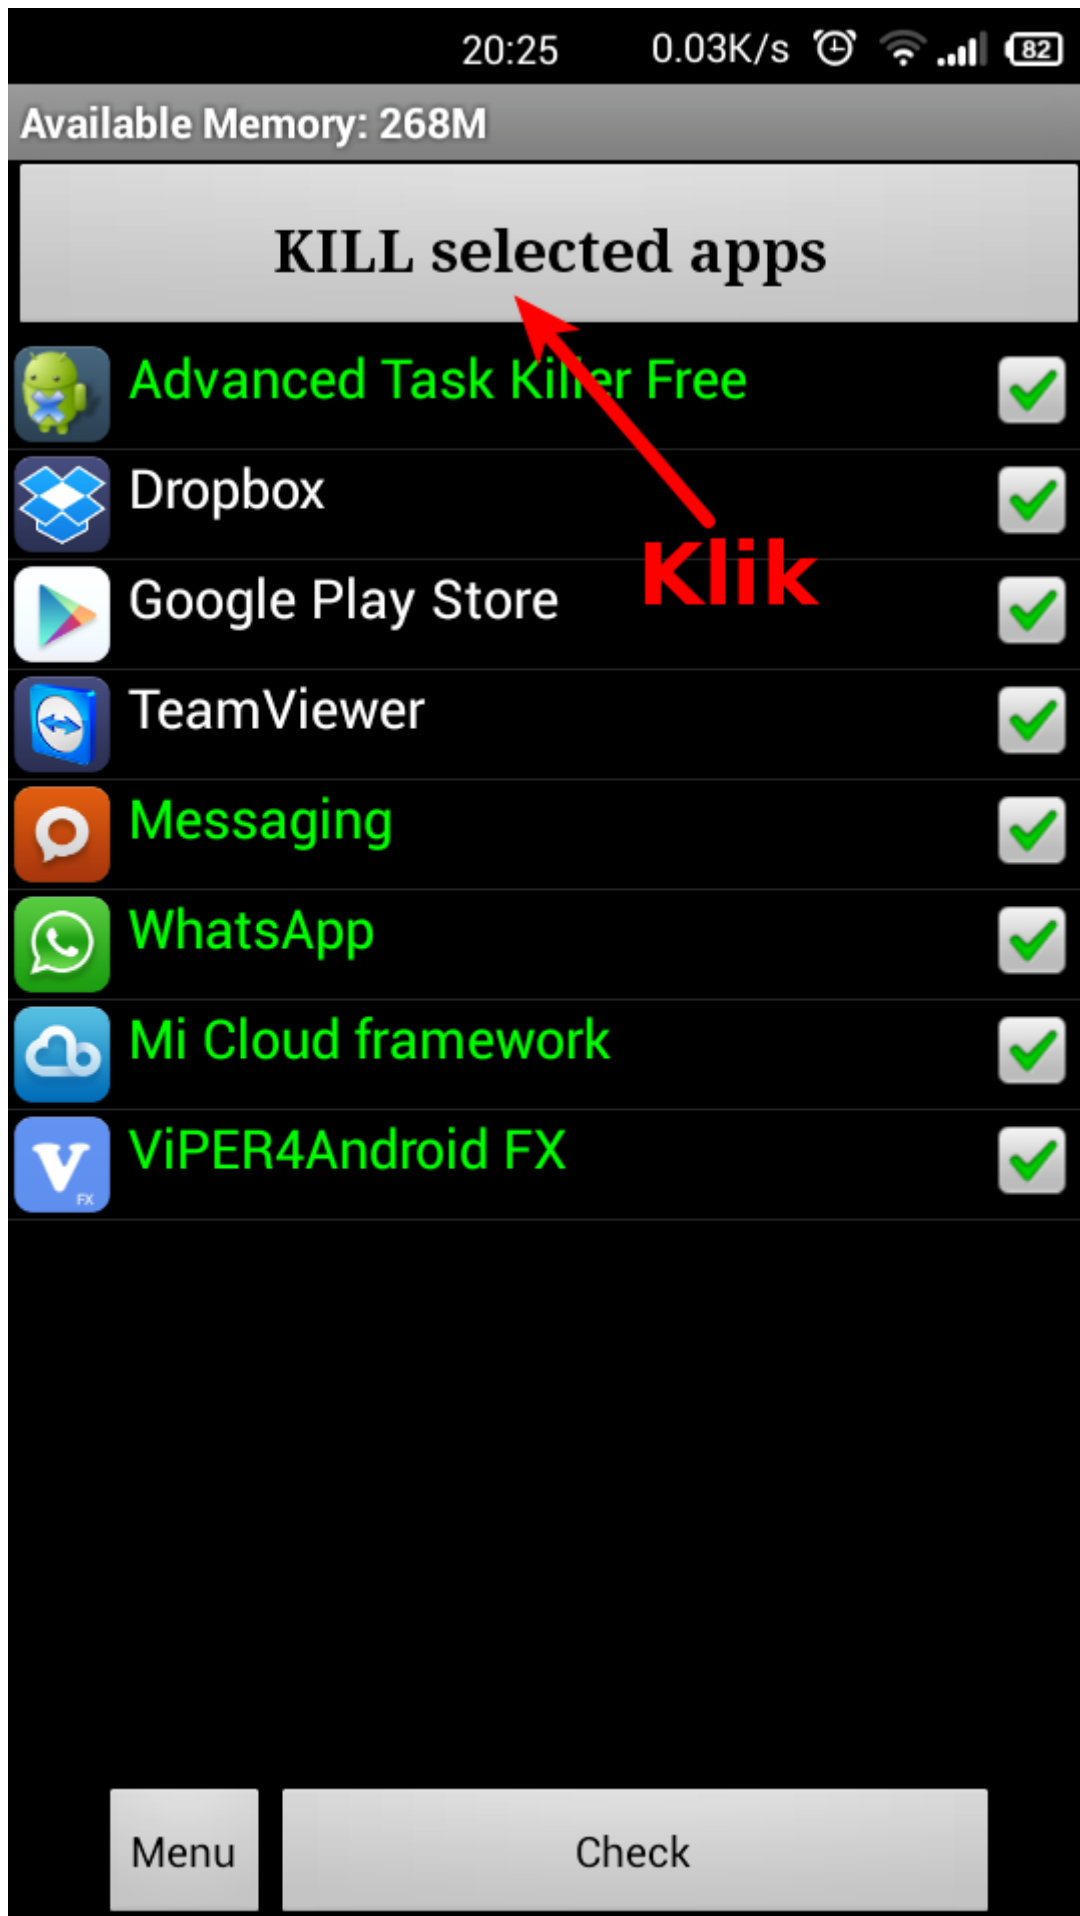 20:25 0.03K/s 82
Available Memory: 268M
KILL selected apps
Advanced Task Killer Free
Dropbox
Klik
Google Play Store
TeamViewer
Messaging
WhatsApp
Mi Cloud framework
ViPER4Android FX
V FX
Menu Check